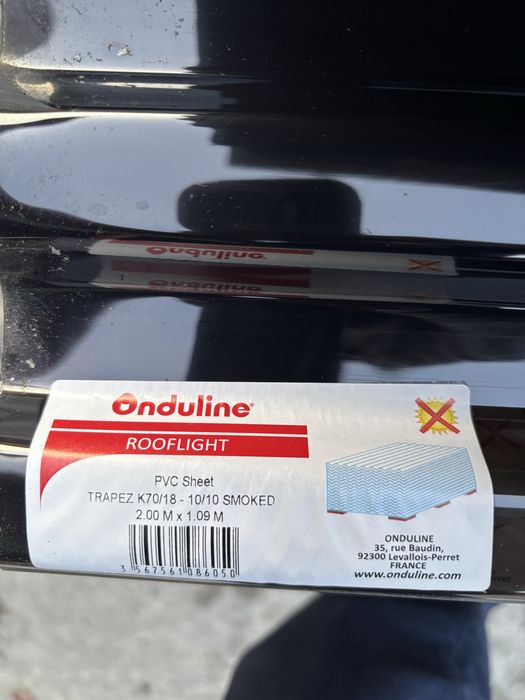 Onduline
Onduline®
ROOFLIGHT
PVC Sheet
TRAPEZ K70/18 - 10/10 SMOKED
2.00 M x 1.09 M
3 567561 086050
ONDULINE
35, rue Baudin,
92300 Levallois-Perret
FRANCE
www.onduline.com